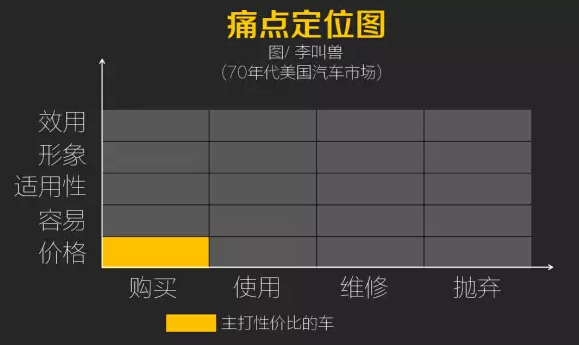 痛点定位图
图/ 李叫兽
（70年代美国汽车市场）
效用
形象
适用性
容易
价格
购买 使用 维修 抛弃
主打性价比的车